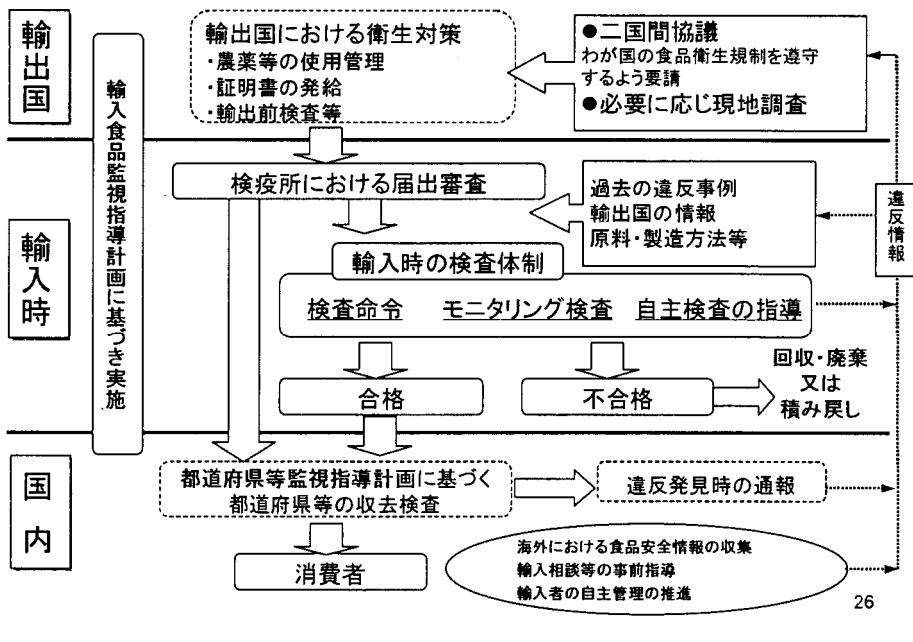 輸出国
輸入食品監視指導計画に基づき実施
輸出国における衛生対策
・農薬等の使用管理
・証明書の発給
・輸出前検査等
●二国間協議
わが国の食品衛生規制を遵守
するよう要請
●必要に応じ現地調査
輸入時
検疫所における届出審査
過去の違反事例
輸出国の情報
原料・製造方法等
違反情報
輸入時の検査体制
検査命令 モニタリング検査 自主検査の指導
合格
不合格
回収・廃棄
又は
積み戻し
国内
都道府県等監視指導計画に基づく
都道府県等の収去検査
違反発見時の通報
消費者
海外における食品安全情報の収集
輸入相談等の事前指導
輸入者の自主管理の推進
26